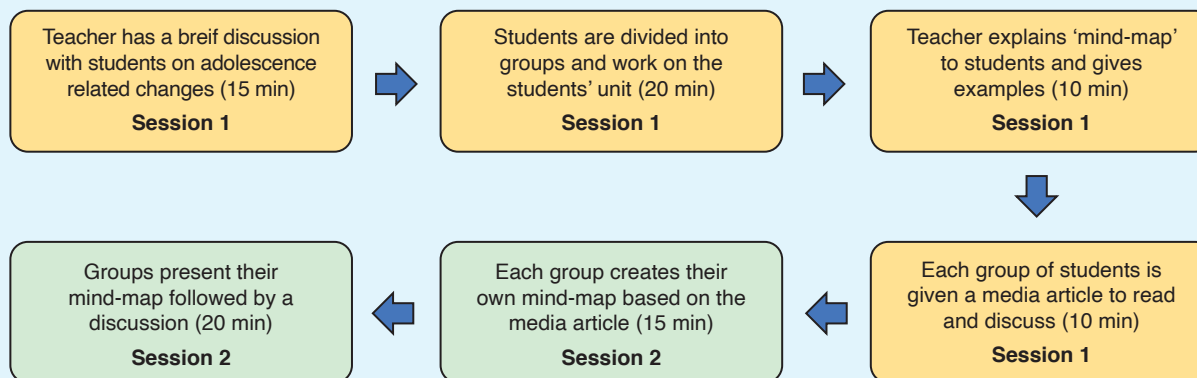 Teacher has a breif discussion
with students on adolescence
related changes (15 min)
Session 1
Students are divided into
groups and work on the
students' unit (20 min)
Session 1
Teacher explains ‘mind-map’
to students and gives
examples (10 min)
Session 1
Each group of students is
given a media article to read
and discuss (10 min)
Session 1
Each group creates their
own mind-map based on the
media article (15 min)
Session 2
Groups present their
mind-map followed by a
discussion (20 min)
Session 2